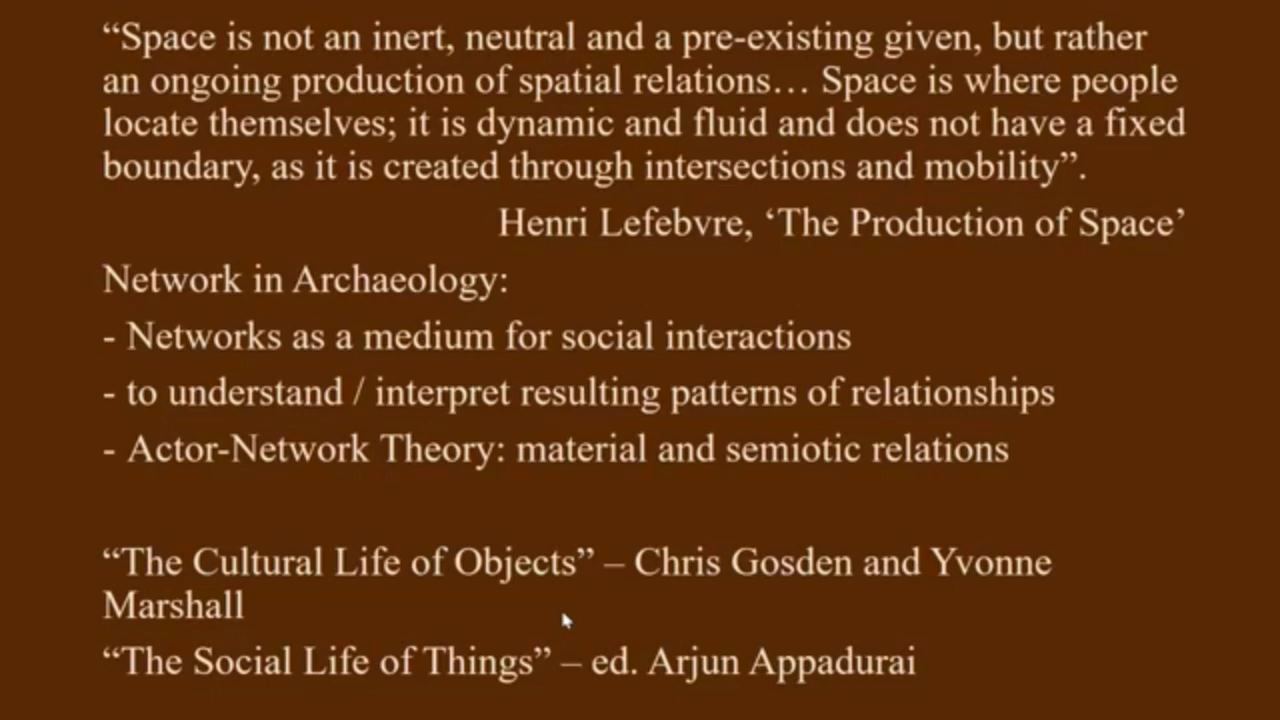 “Space is not an inert, neutral and a pre-existing given, but rather
an ongoing production of spatial relations… Space is where people
locate themselves; it is dynamic and fluid and does not have a fixed
boundary, as it is created through intersections and mobility”.
Henri Lefebvre, ‘The Production of Space’
Network in Archaeology:
- Networks as a medium for social interactions
- to understand / interpret resulting patterns of relationships
- Actor-Network Theory: material and semiotic relations
“The Cultural Life of Objects” – Chris Gosden and Yvonne
Marshall
“The Social Life of Things” – ed. Arjun Appadurai